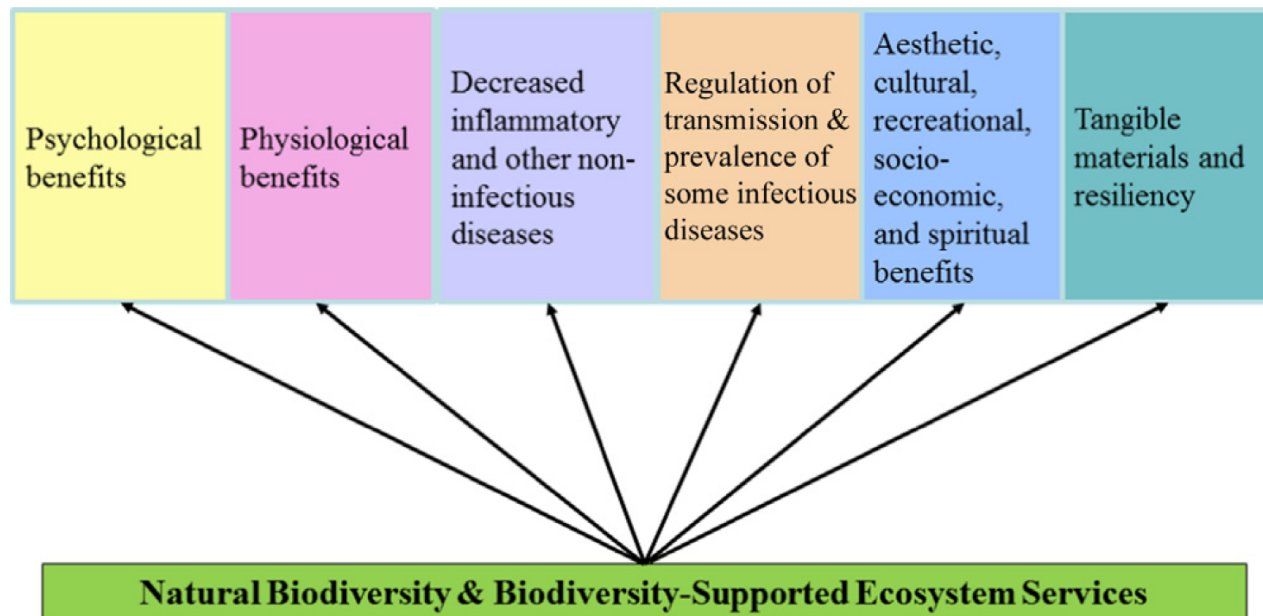 Psychological
benefits
Physiological
benefits
Decreased
inflammatory
and other non-
infectious
diseases
Regulation of
transmission &
prevalence of
some infectious
diseases
Aesthetic,
cultural,
recreational,
socio-
economic,
and spiritual
benefits
Tangible
materials and
resiliency
Natural Biodiversity & Biodiversity-Supported Ecosystem Services